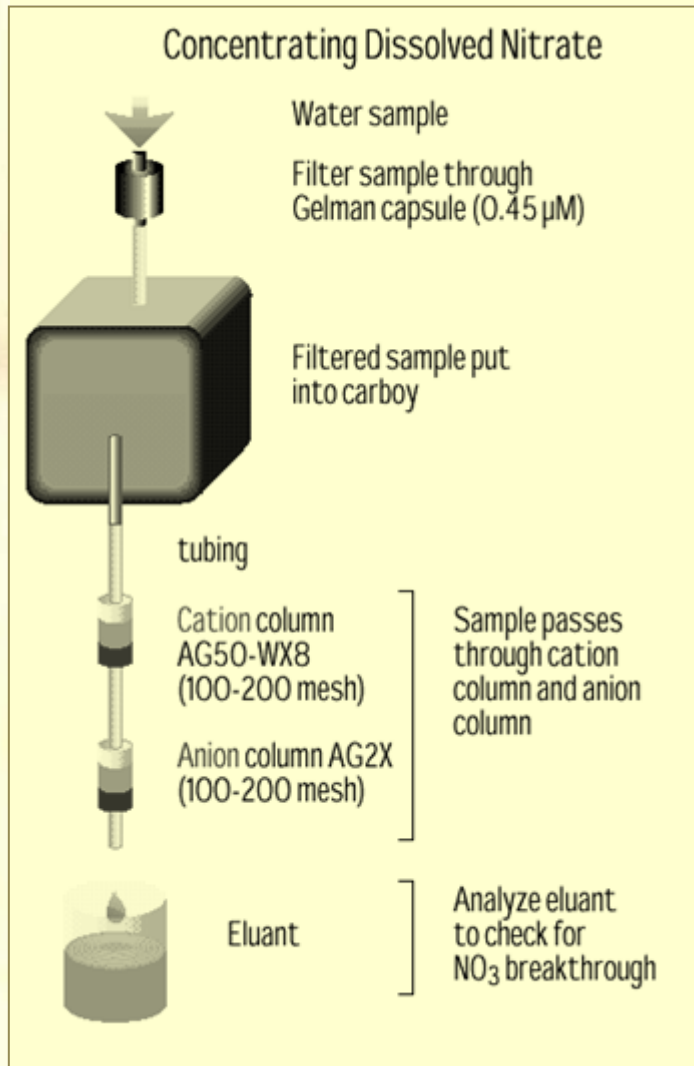 Concentrating Dissolved Nitrate
Water sample
Filter sample through
Gelman capsule (0.45 µM)
Filtered sample put
into carboy
tubing
Cation column
AG50-WX8
(100-200 mesh)
Anion column AG2X
(100-200 mesh)
Sample passes
through cation
column and anion
column
Eluant
Analyze eluant
to check for
NO₃ breakthrough